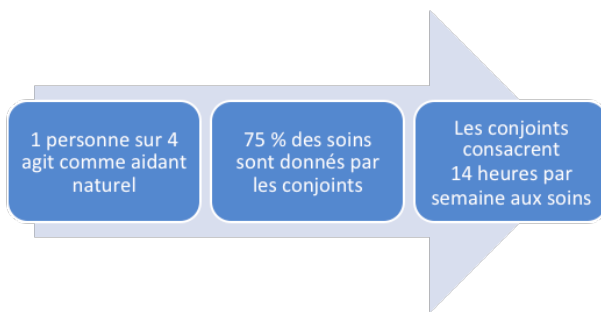 1 personne sur 4
agit comme aidant
naturel
75 % des soins
sont donnés par
les conjoints
Les conjoints
consacrent
14 heures par
semaine aux soins